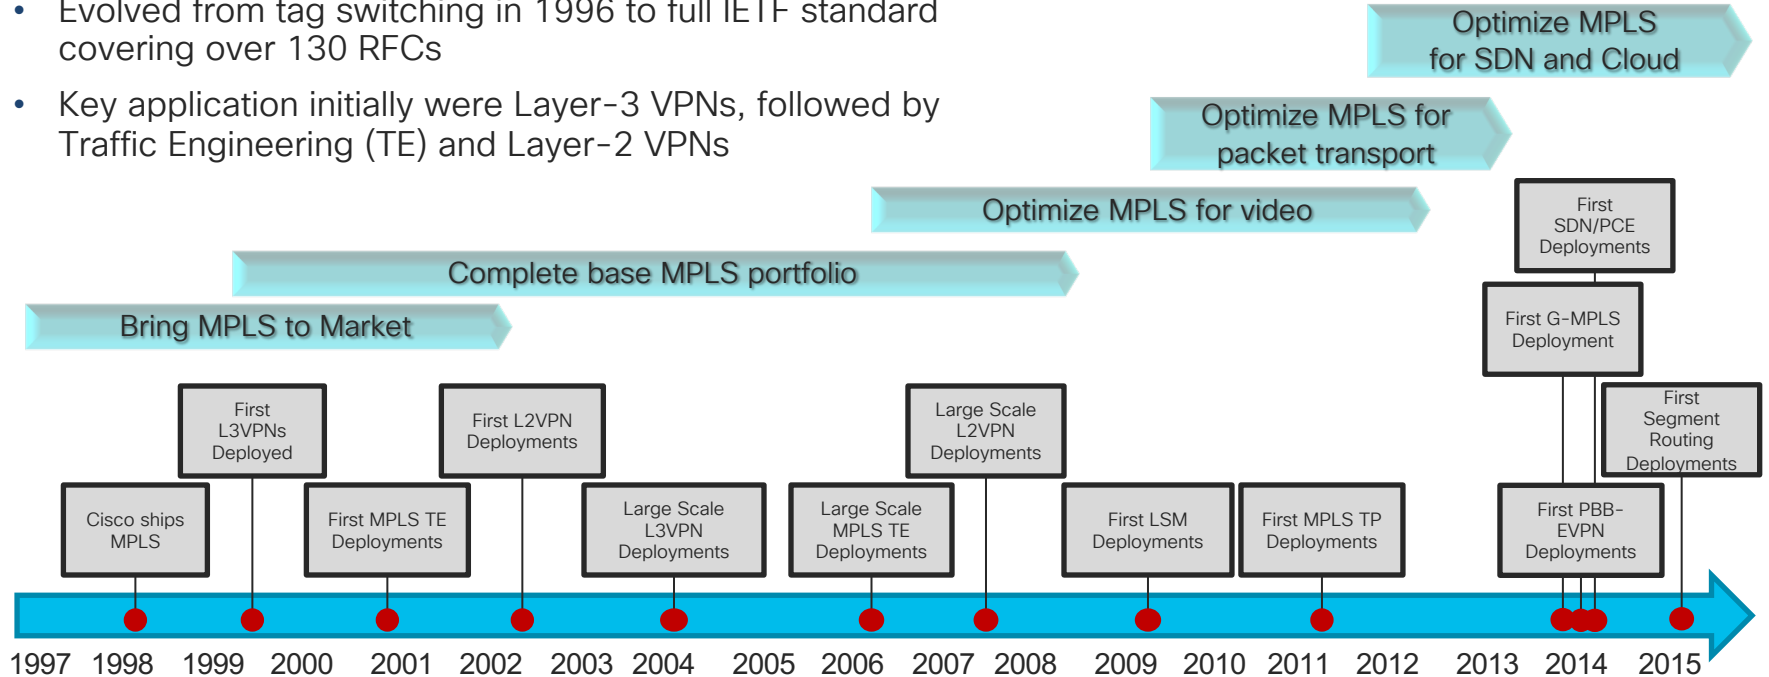 • Evolved from tag switching in 1996 to full IETF standard
covering over 130 RFCs
• Key application initially were Layer-3 VPNs, followed by
Traffic Engineering (TE) and Layer-2 VPNs
Optimize MPLS
for SDN and Cloud
Optimize MPLS for
packet transport
Optimize MPLS for video
Complete base MPLS portfolio
Bring MPLS to Market
First
SDN/PCE
Deployments
First G-MPLS
Deployment
First
L3VPNs
Deployed
First L2VPN
Deployments
Large Scale
L2VPN
Deployments
First
Segment
Routing
Deployments
Cisco ships
MPLS
First MPLS TE
Deployments
Large Scale
L3VPN
Deployments
Large Scale
MPLS TE
Deployments
First LSM
Deployments
First MPLS TP
Deployments
First PBB-
EVPN
Deployments
1997 1998 1999 2000 2001 2002 2003 2004 2005 2006 2007 2008 2009 2010 2011 2012 2013 2014 2015